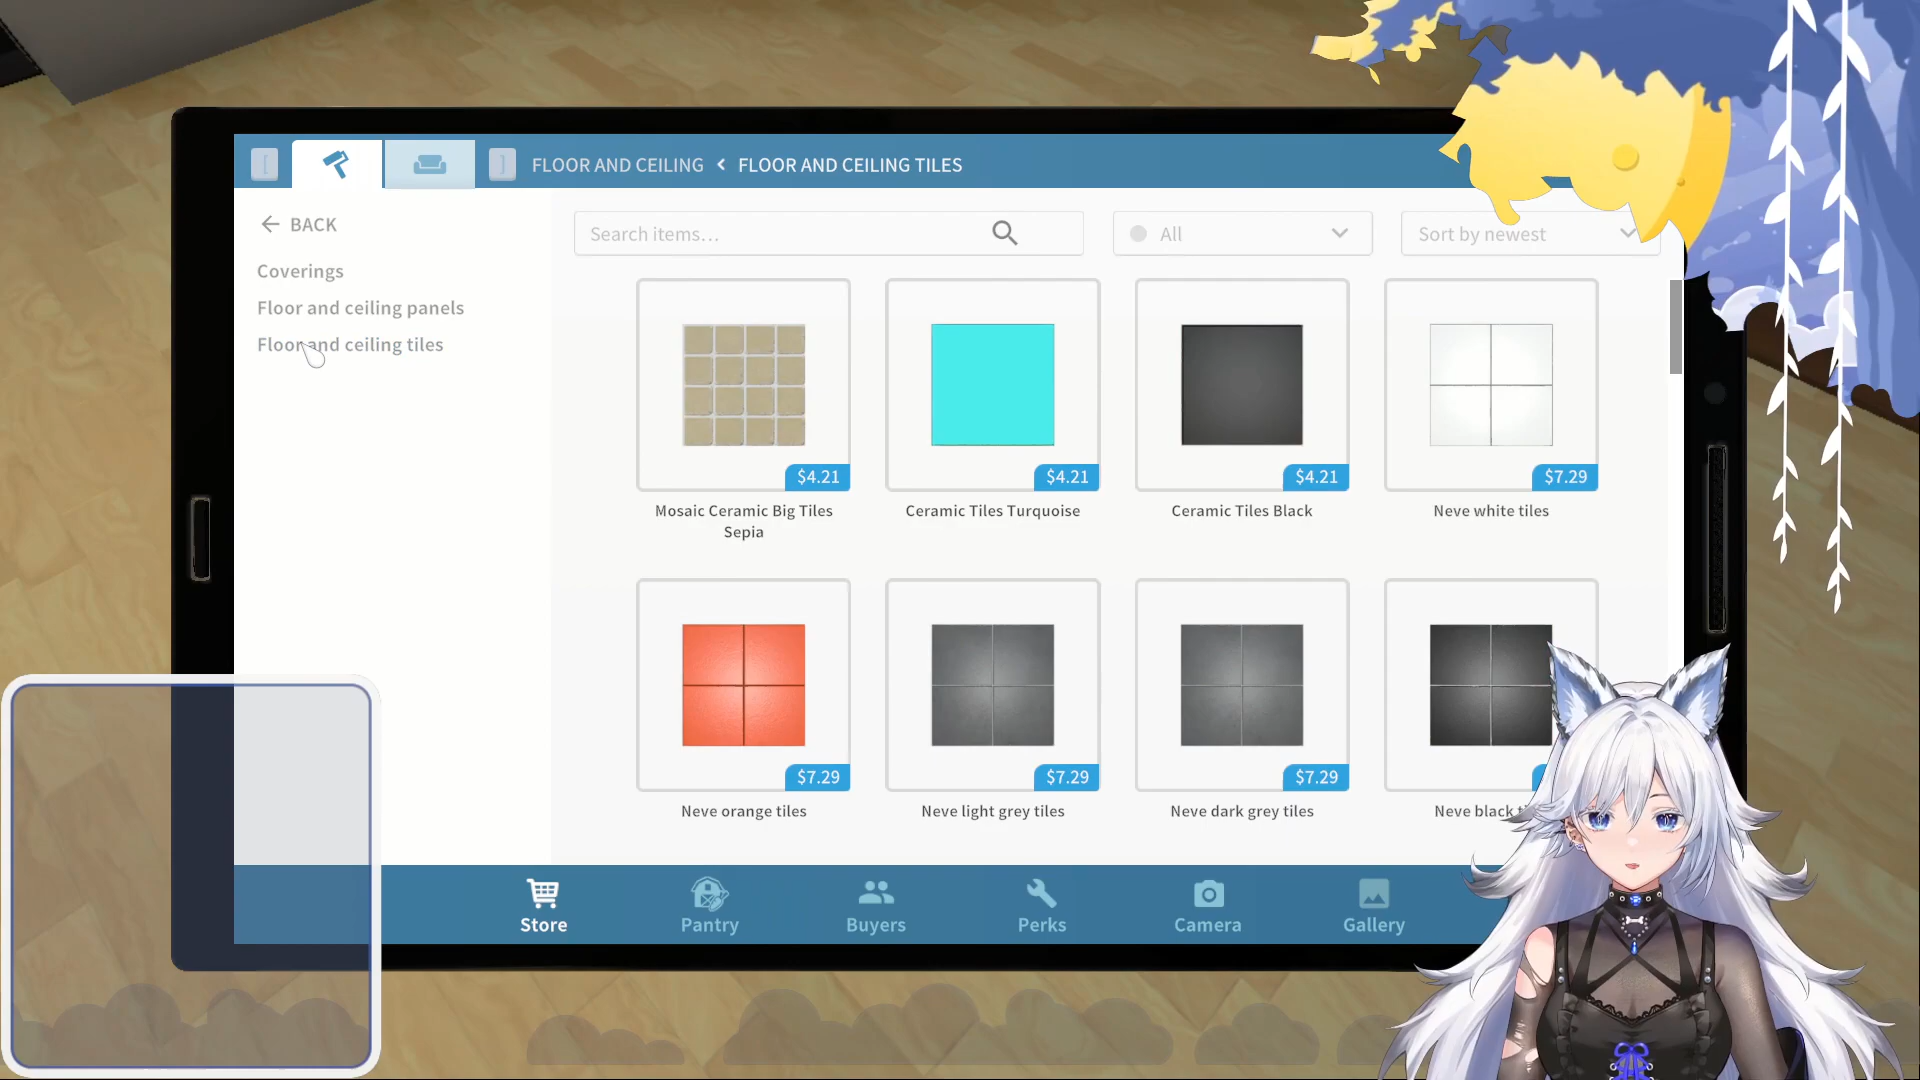 [
]
FLOOR AND CEILING < FLOOR AND CEILING TILES
BACK
Coverings
Floor and ceiling panels
Floor and ceiling tiles
Search items...
All
Sort by newest
$4.21
$4.21
$4.21
$7.29
Mosaic Ceramic Big Tiles
Sepia
Ceramic Tiles Turquoise
Ceramic Tiles Black
Neve white tiles
$7.29
$7.29
$7.29
Neve orange tiles
Neve light grey tiles
Neve dark grey tiles
Neve black
Store
Pantry
Buyers
Perks
Camera
Gallery